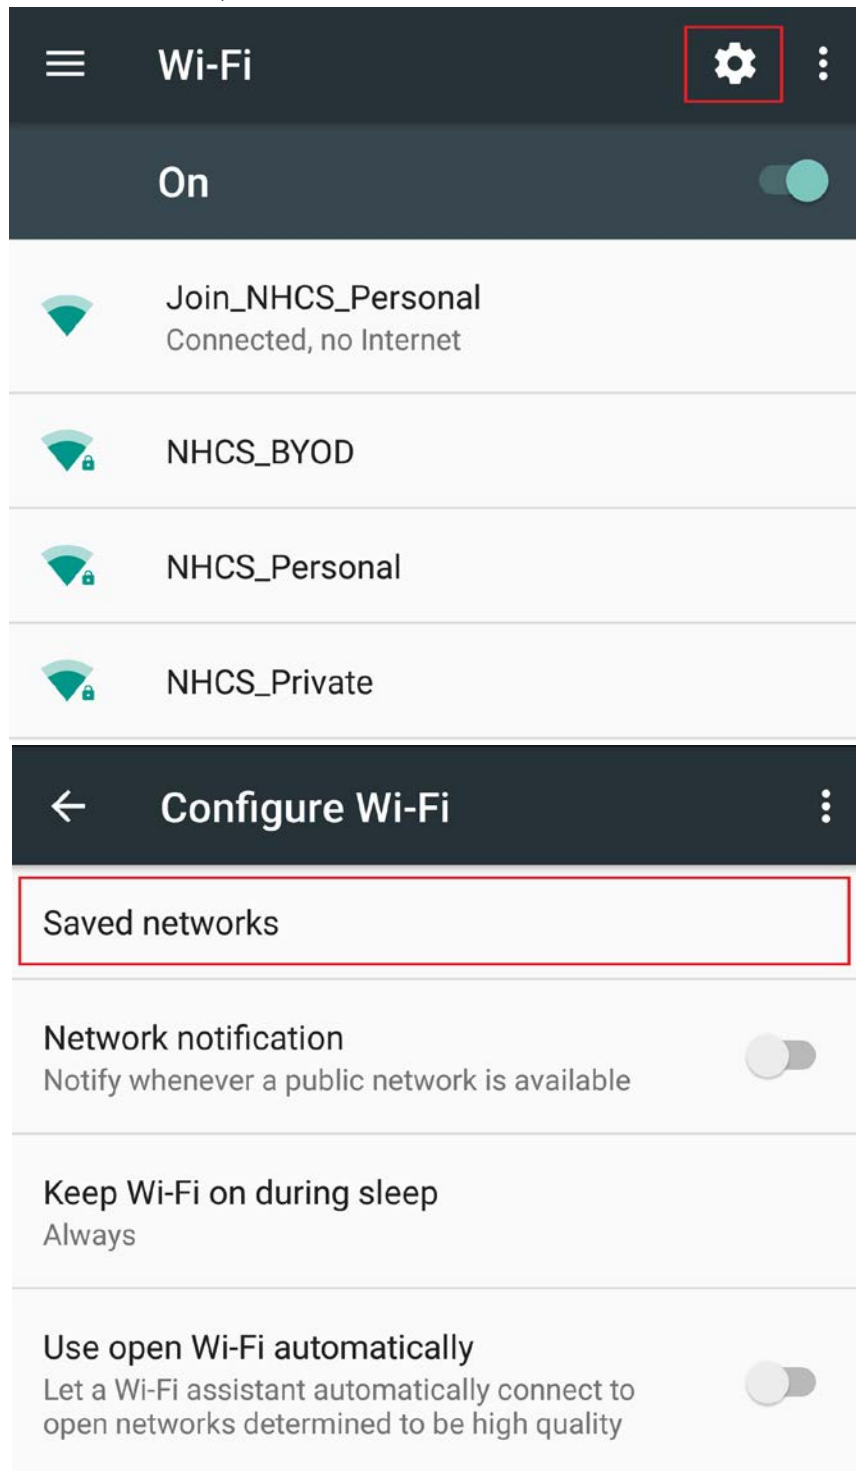 Wi-Fi
On
Join_NHCS_Personal
Connected, no Internet
NHCS_BYOD
NHCS_Personal
NHCS_Private
Configure Wi-Fi
Saved networks
Network notification
Notify whenever a public network is available
Keep Wi-Fi on during sleep
Always
Use open Wi-Fi automatically
Let a Wi-Fi assistant automatically connect to
open networks determined to be high quality